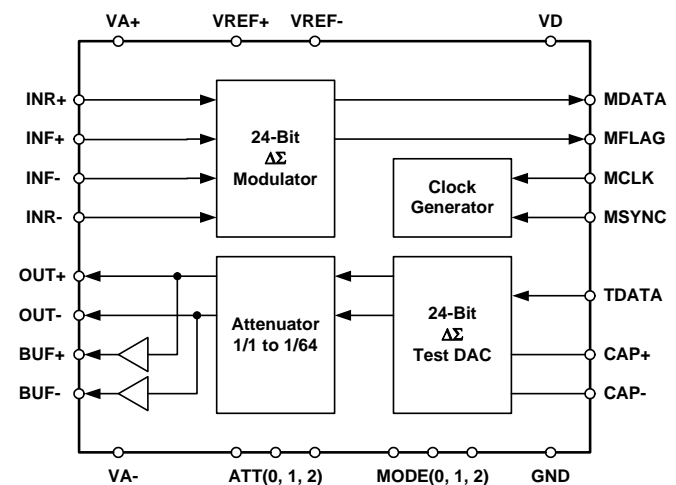 VA+ VREF+ VREF- VD
INR+
INF+
INF-
INR-
24-Bit
ΔΣ
Modulator
MDATA
MFLAG
Clock
Generator
MCLK
MSYNC
OUT+
OUT-
BUF+
BUF-
Attenuator
1/1 to 1/64
24-Bit
ΔΣ
Test DAC
TDATA
CAP+
CAP-
VA- ATT(0, 1, 2) MODE(0, 1, 2) GND